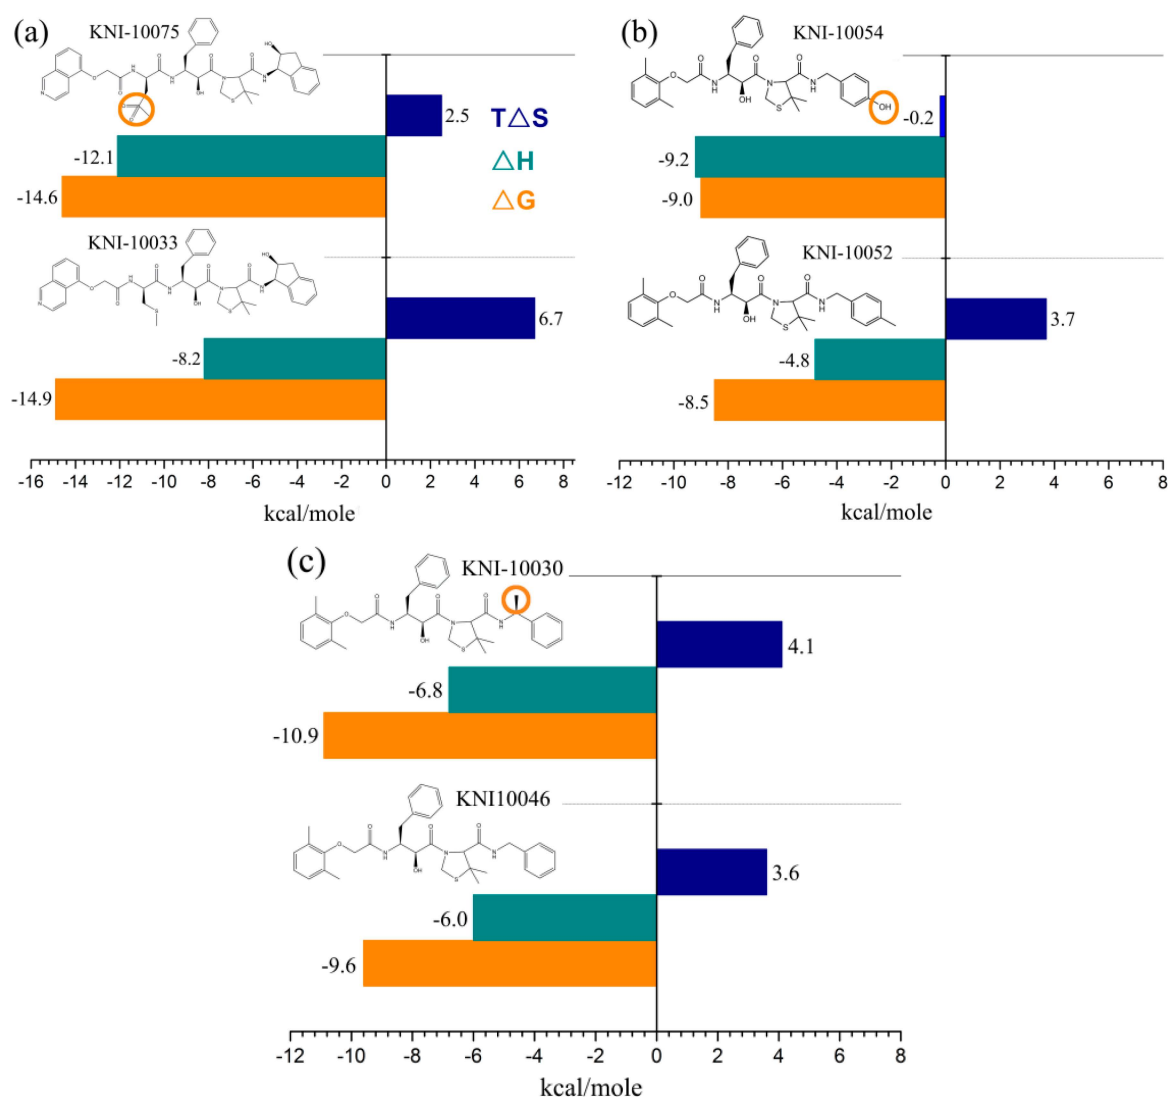 (a)
KNI-10075
2.5
-12.1
-14.6
T△S
△H
△G
KNI-10033
6.7
-8.2
-14.9
-16 -14 -12 -10 -8 -6 -4 -2 0 2 4 6 8
kcal/mole
(b)
KNI-10054
OH
-0.2
-9.2
-9.0
KNI-10052
3.7
-4.8
-8.5
-12 -10 -8 -6 -4 -2 0 2 4 6 8
kcal/mole
(c)
KNI-10030
4.1
-6.8
-10.9
KNI10046
3.6
-6.0
-9.6
-12 -10 -8 -6 -4 -2 0 2 4 6 8
kcal/mole